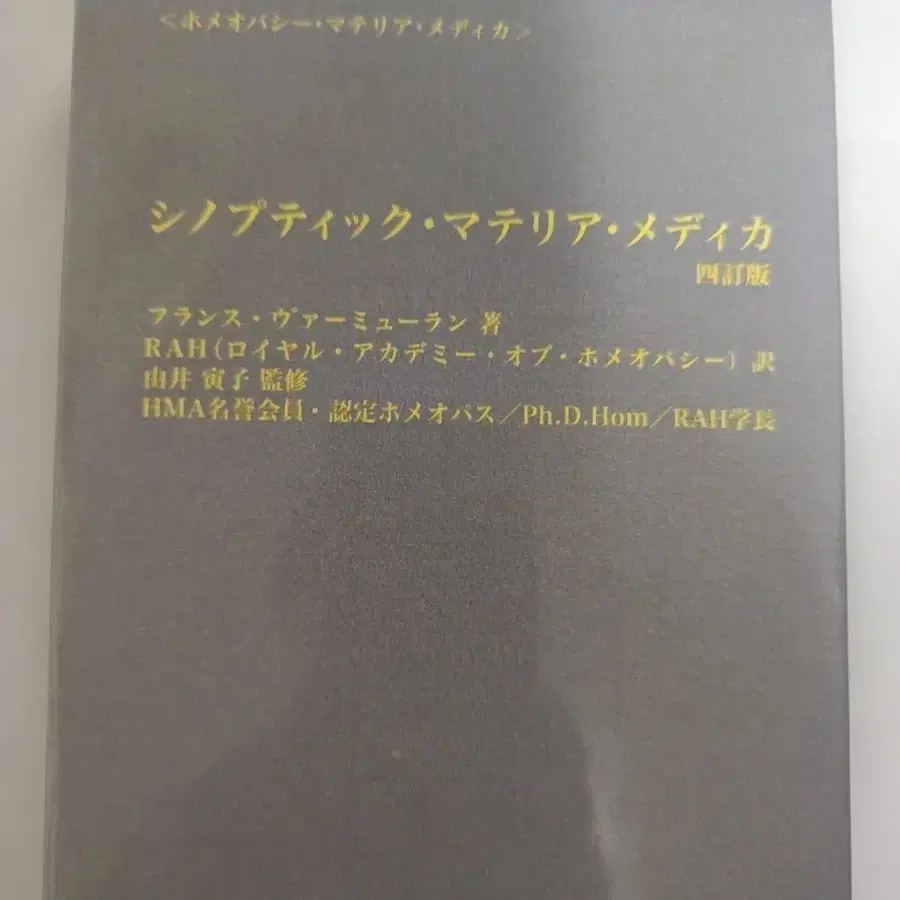 ＜ホメオパシー・マテリア・メディカ＞
シノプティック・マテリア・メディカ
四訂版
フランス・ヴァーミューラン 著
RAH(ロイヤル・アカデミー・オブ・ホメオパシー) 訳
由井 寅子 監修
HMA名誉会員・認定ホメオパス／Ph.D.Hom／RAH学長